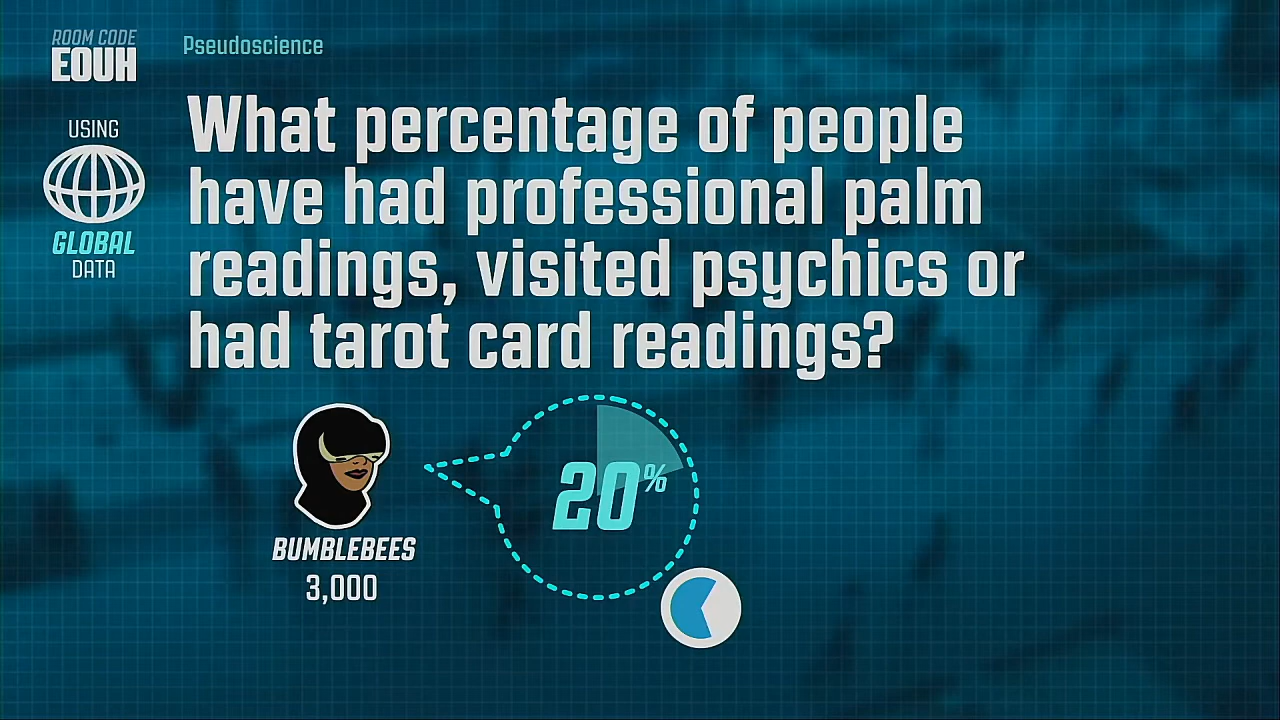 ROOM CODE
EOUH
Pseudoscience
USING
GLOBAL
DATA
What percentage of people
have had professional palm
readings, visited psychics or
had tarot card readings?
20%
BUMBLEBEES
3,000